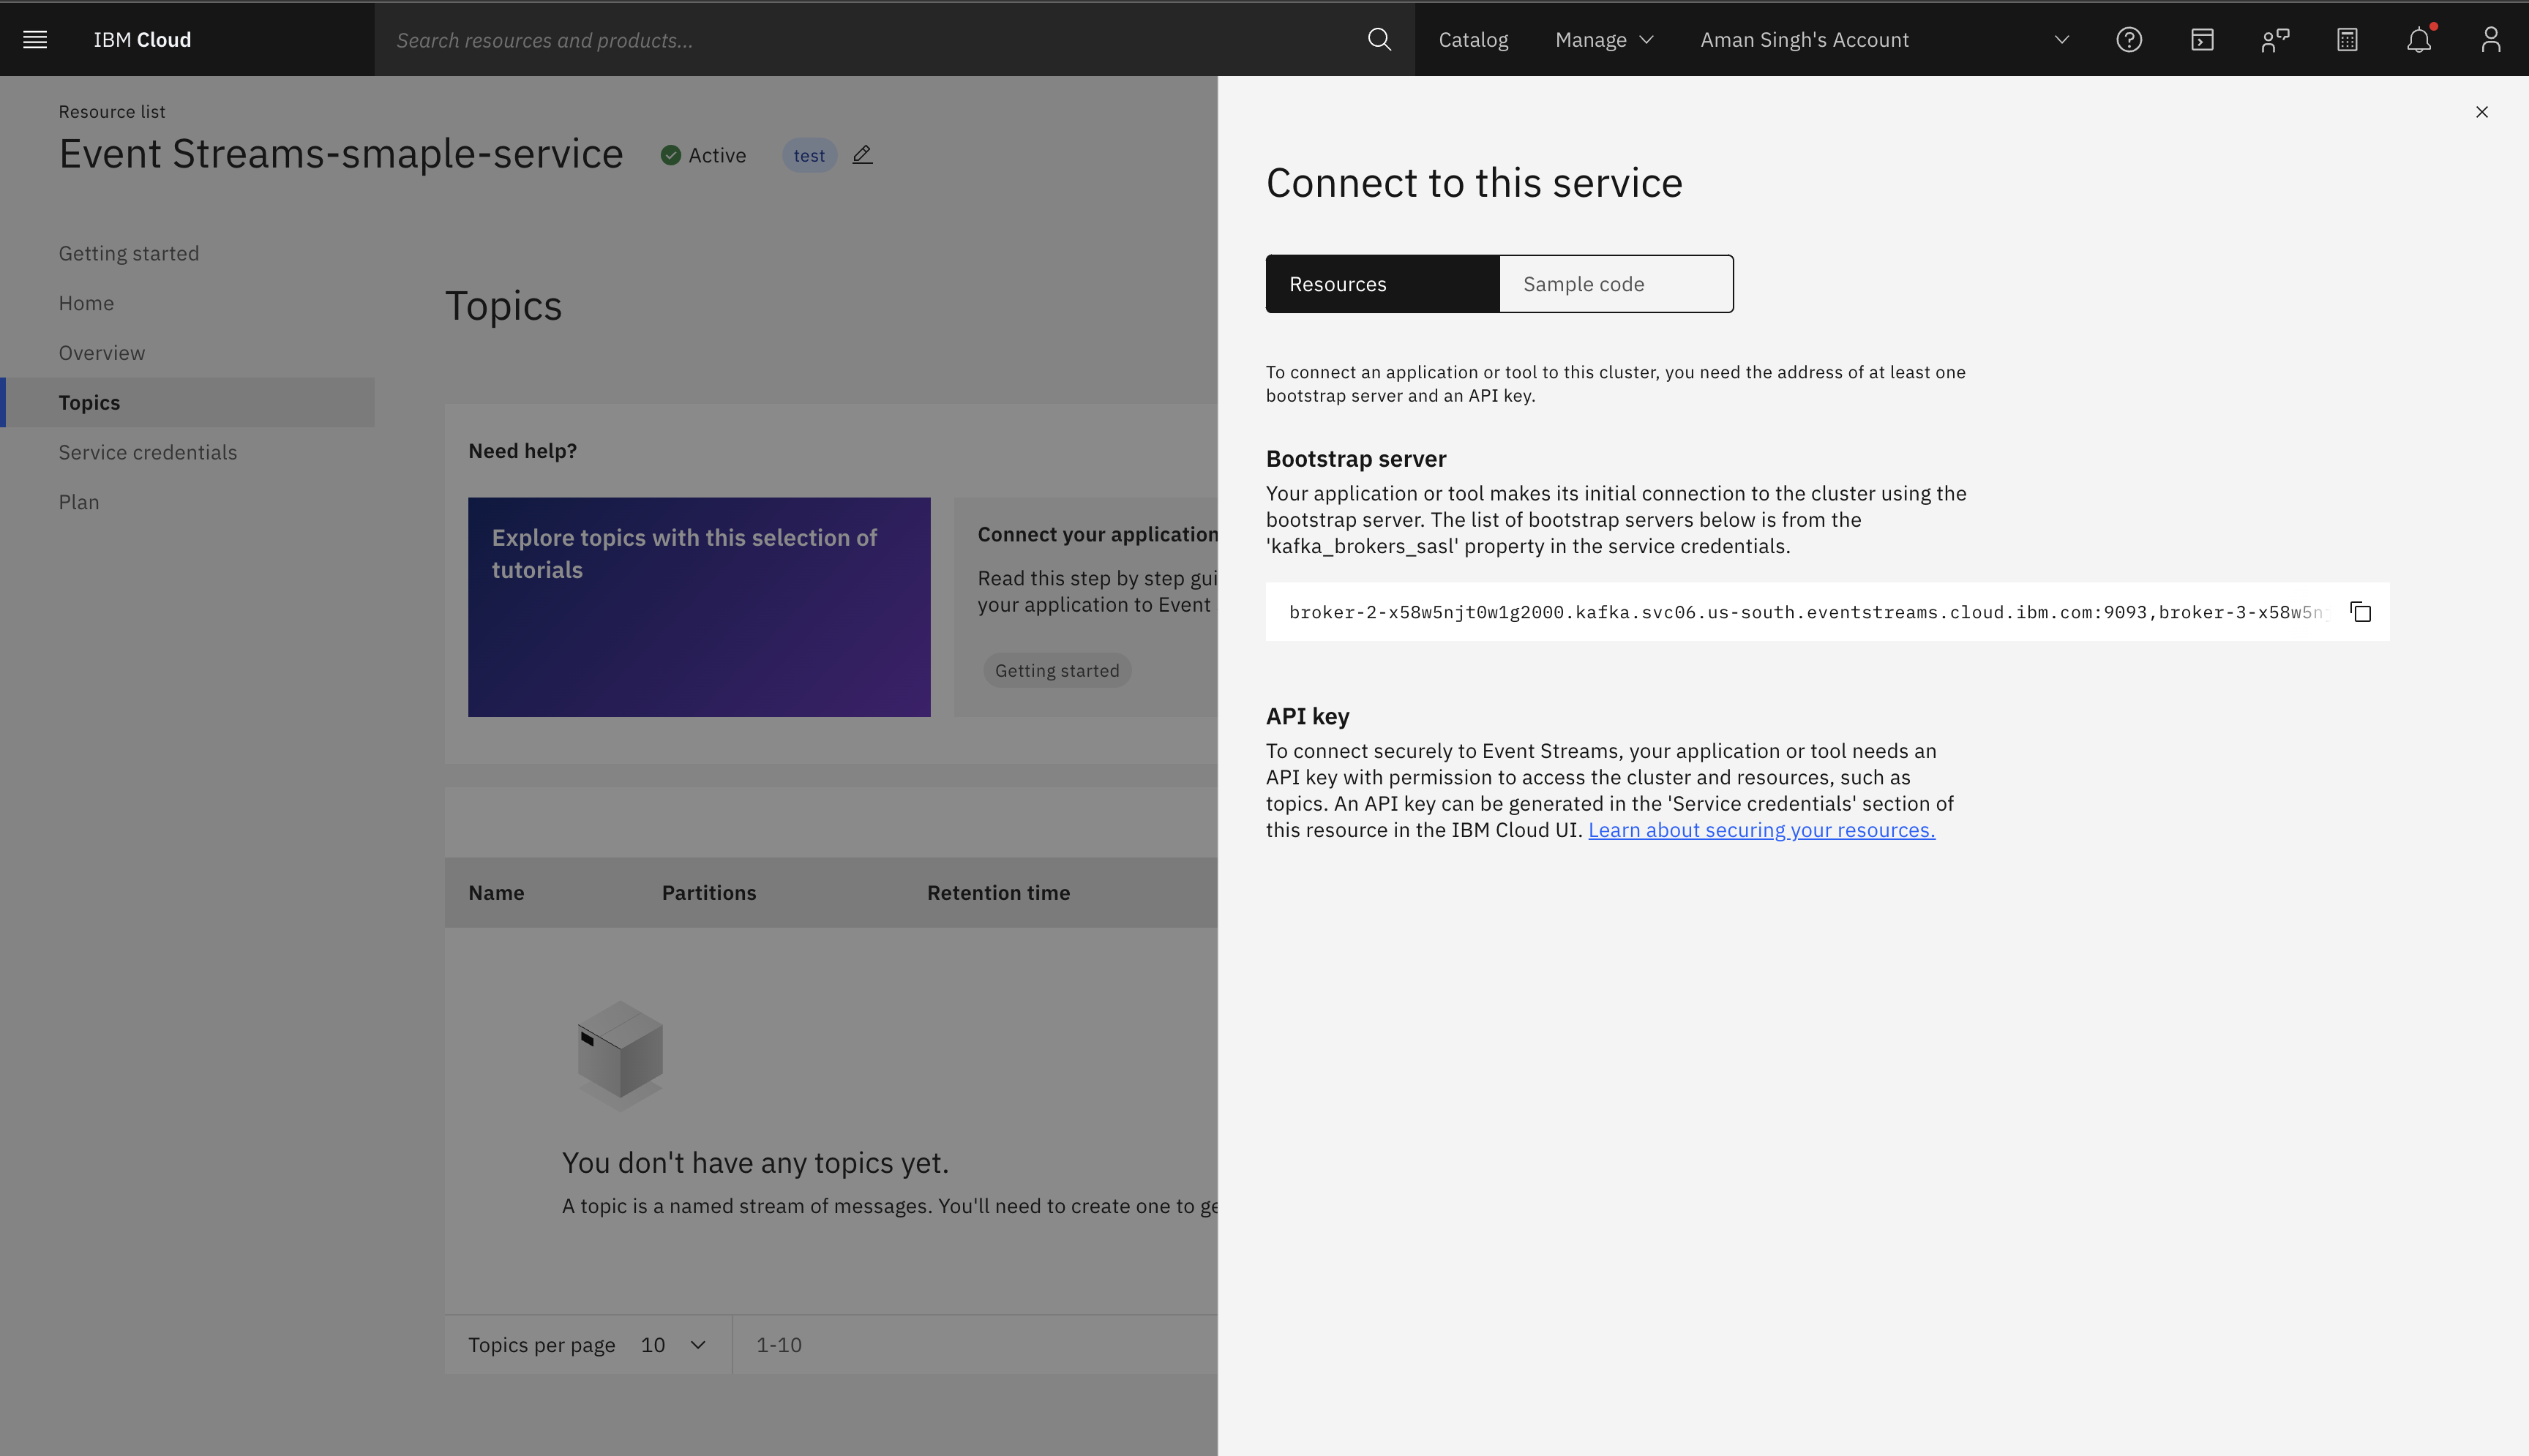 IBM Cloud
Search resources and products...
Catalog
Manage
Aman Singh's Account
Resource list
Event Streams-smaple-service
Active
test
Getting started
Home
Overview
Topics
Service credentials
Plan
Topics
Need help?
Explore topics with this selection of
tutorials
Connect your application
Read this step by step gui
your application to Event
Getting started
Name
Partitions
Retention time
You don't have any topics yet.
A topic is a named stream of messages. You'll need to create one to ge
Topics per page
10
1-10
Connect to this service
Resources
Sample code
To connect an application or tool to this cluster, you need the address of at least one
bootstrap server and an API key.
Bootstrap server
Your application or tool makes its initial connection to the cluster using the
bootstrap server. The list of bootstrap servers below is from the
'kafka_brokers_sasl' property in the service credentials.
broker-2-x58w5njt0w1g2000.kafka.svc06.us-south.eventstreams.cloud.ibm.com:9093,broker-3-x58w5n
API key
To connect securely to Event Streams, your application or tool needs an
API key with permission to access the cluster and resources, such as
topics. An API key can be generated in the 'Service credentials' section of
this resource in the IBM Cloud UI. Learn about securing your resources.